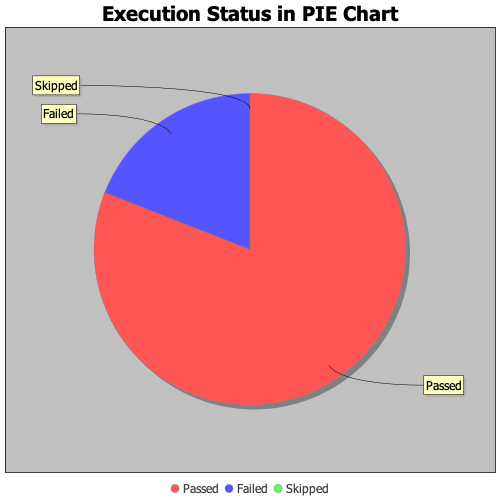 Execution Status in PIE Chart
Skipped
Failed
Passed
Passed Failed Skipped